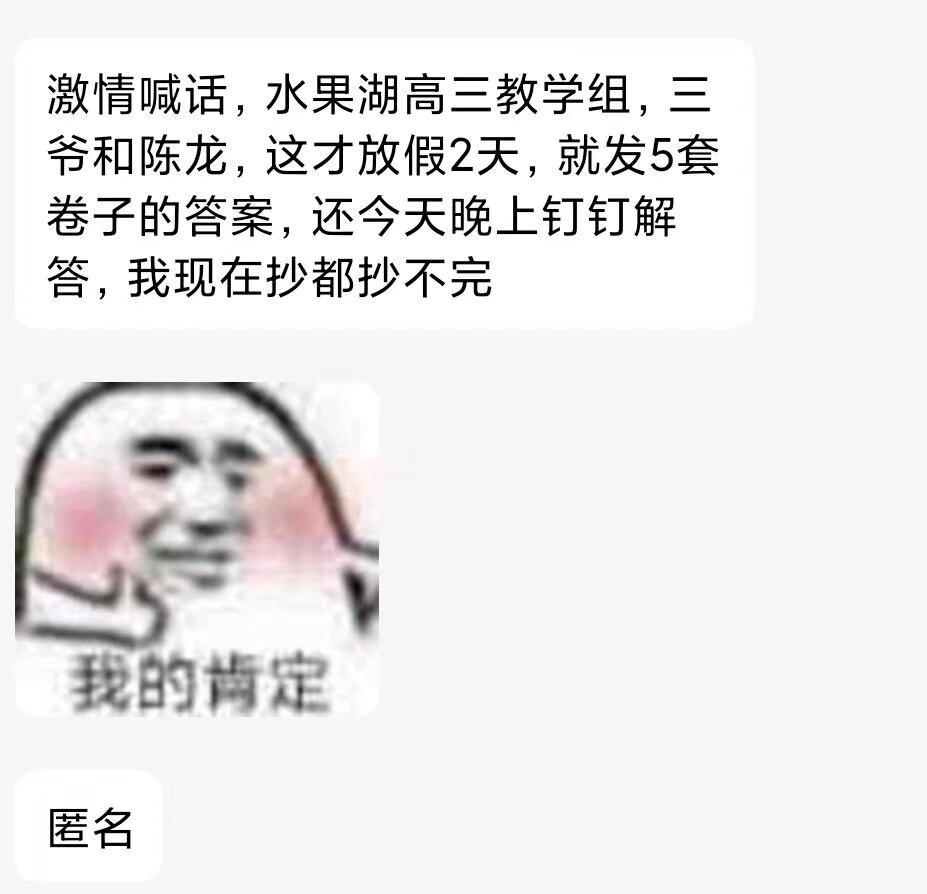 激情喊话，水果湖高三教学组，三
爷和陈龙，这才放假2天，就发5套
卷子的答案，还今天晚上钉钉解
答，我现在抄都抄不完
我的肯定
匿名